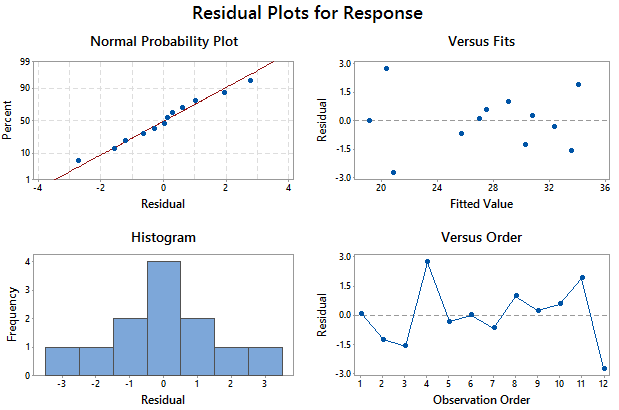 Residual Plots for Response
Normal Probability Plot
99
90
50
10
1
Percent
-4 -2 0 2 4
Residual
Versus Fits
3.0
1.5
0.0
-1.5
-3.0
Residual
20 24 28 32 36
Fitted Value
Histogram
4
3
2
1
0
Frequency
-3 -2 -1 0 1 2 3
Residual
Versus Order
3.0
1.5
0.0
-1.5
-3.0
Residual
1 2 3 4 5 6 7 8 9 10 11 12
Observation Order